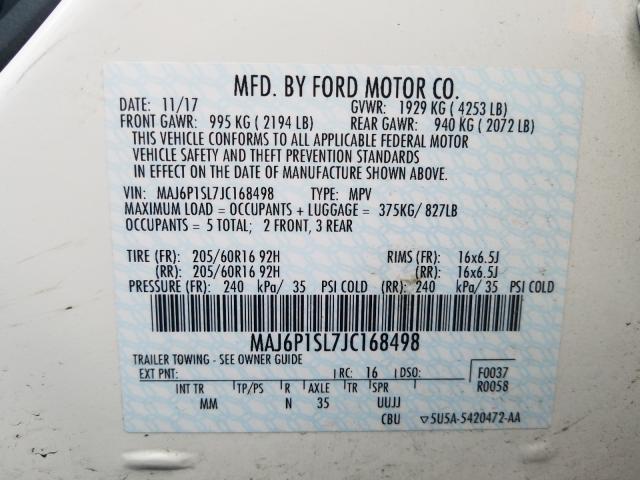 MFD. BY FORD MOTOR CO.
DATE: 11/17 GVWR: 1929 KG ( 4253 LB)
FRONT GAWR: 995 KG ( 2194 LB) REAR GAWR: 940 KG ( 2072 LB)
THIS VEHICLE CONFORMS TO ALL APPLICABLE FEDERAL MOTOR
VEHICLE SAFETY AND THEFT PREVENTION STANDARDS
IN EFFECT ON THE DATE OF MANUFACTURE SHOWN ABOVE.
VIN: MAJ6P1SL7JC168498 TYPE: MPV
MAXIMUM LOAD = OCCUPANTS + LUGGAGE = 375KG/ 827LB
OCCUPANTS = 5 TOTAL; 2 FRONT, 3 REAR
TIRE (FR): 205/60R16 92H RIMS (FR): 16x6.5J
(RR): 205/60R16 92H (RR): 16x6.5J
PRESSURE (FR): 240 kPa/ 35 PSI COLD (RR): 240 kPa/ 35 PSI COLD
MAJ6P1SL7JC168498
TRAILER TOWING - SEE OWNER GUIDE
EXT PNT: RC: 16 DSO: F0037
INT TR TP/PS R AXLE TR SPR R0058
MM N 35 UUJJ
CBU ▽5U5A-5420472-AA